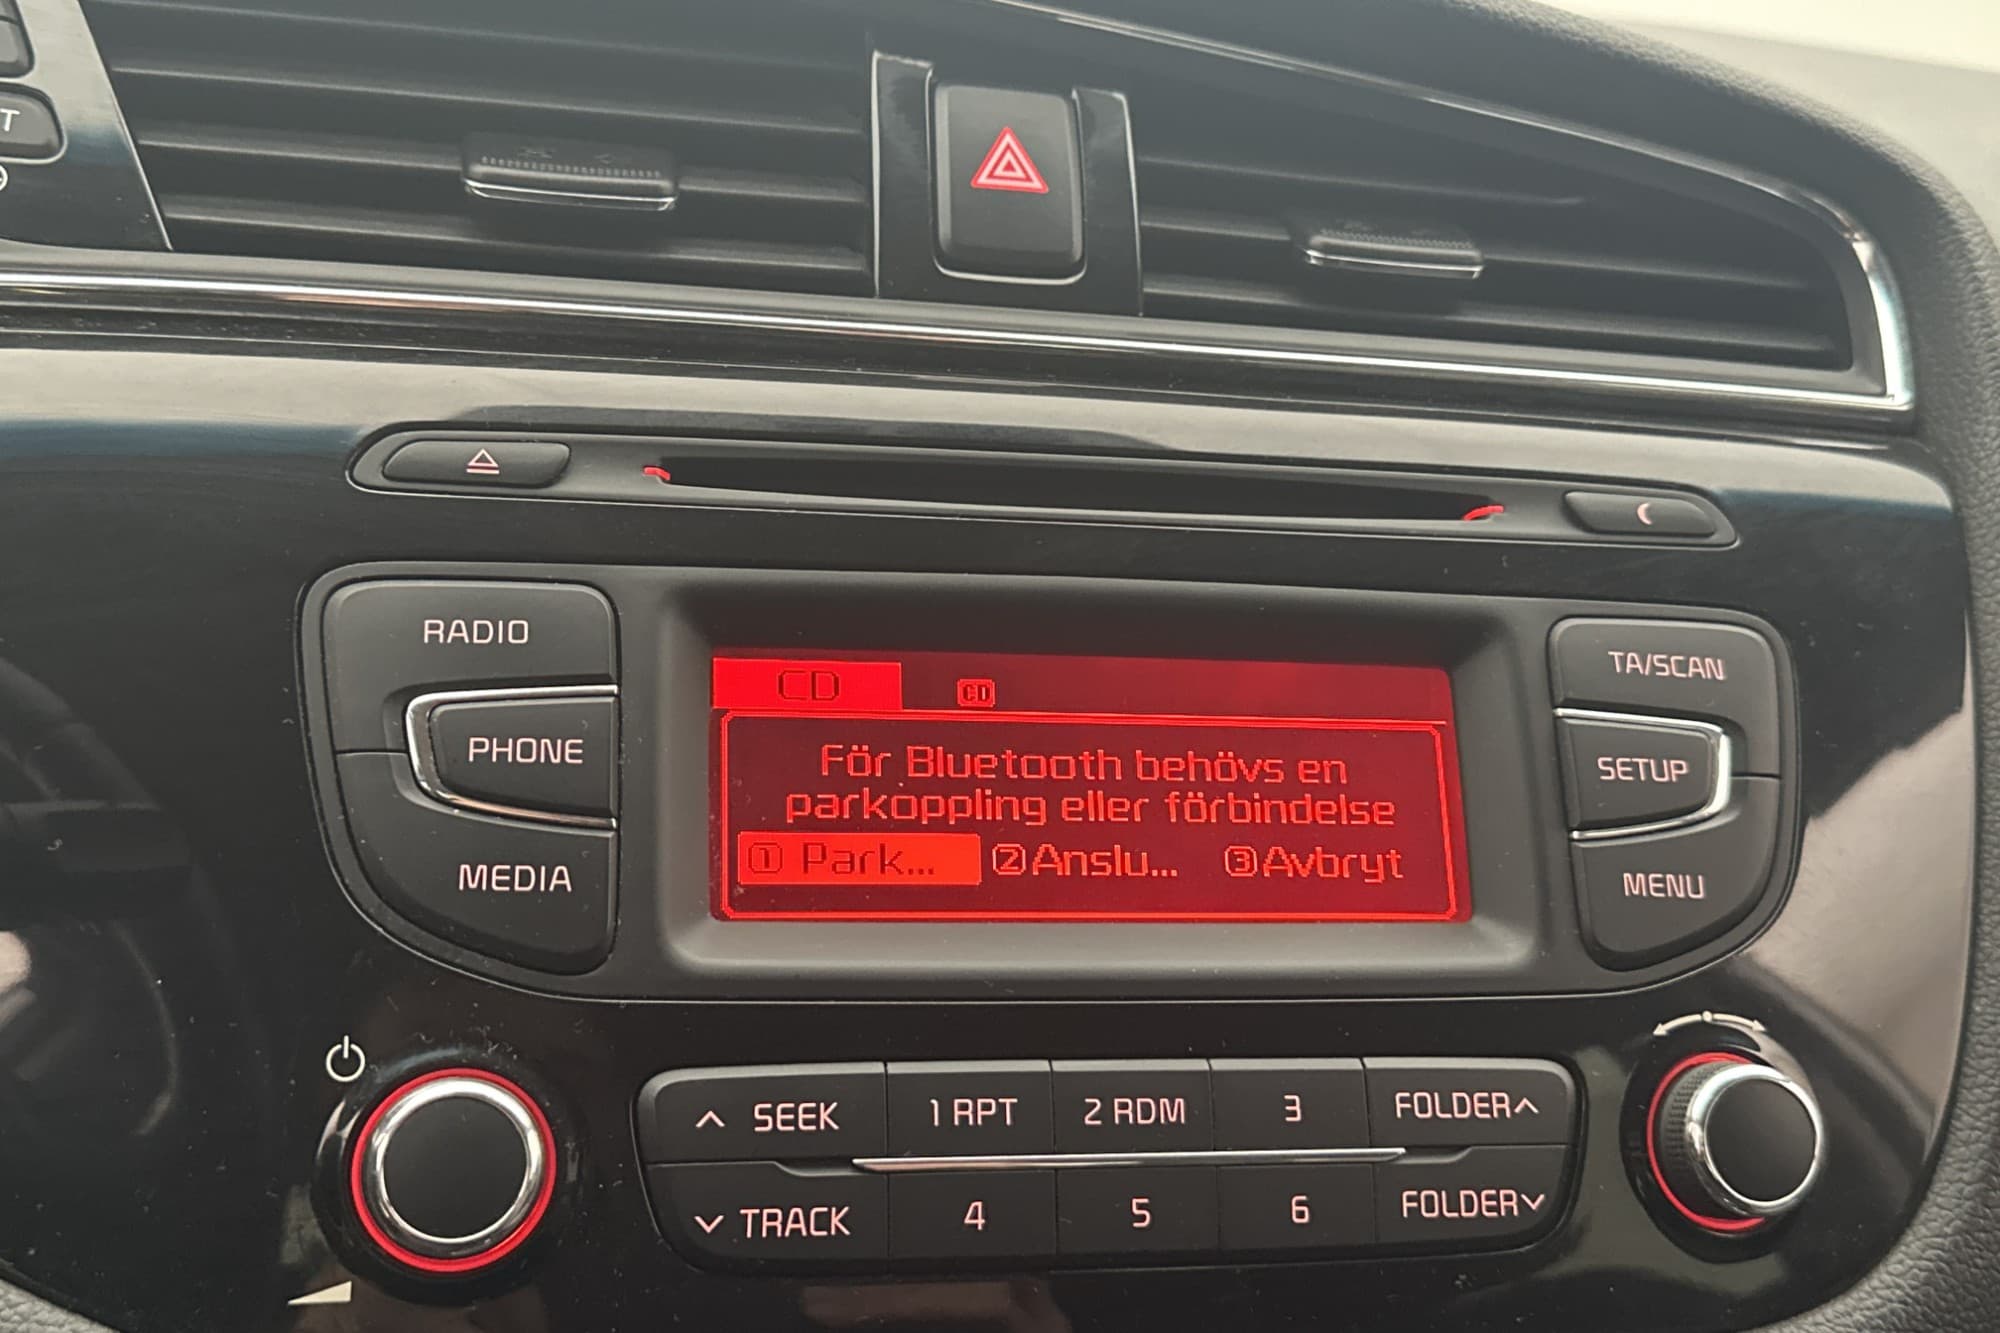 T
RADIO
PHONE
MEDIA
CD
CD
För Bluetooth behövs en
parkoppling eller förbindelse
① Park...
②Anslu...
③Avbryt
TA/SCAN
SETUP
MENU
SEEK
1 RPT
2 RDM
3
FOLDER
TRACK
4
5
6
FOLDER